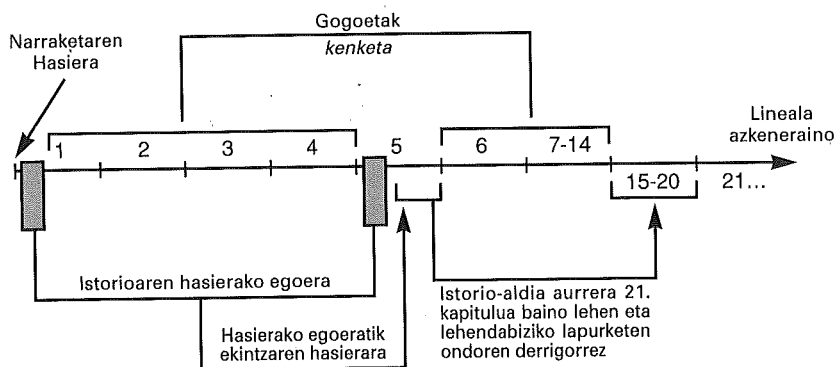 Gogoetak
kenketa
Narraketaren
Hasiera
Lineala
azkeneraino
1 2 3 4 5 6 7-14
15-20 21...
Istorioaren hasierako egoera
Hasierako egoeratik
ekintzaren hasierara
Istorio-aldia aurrera 21.
kapitulua baino lehen eta
lehendabiziko lapurketen
ondoren derrigorrez